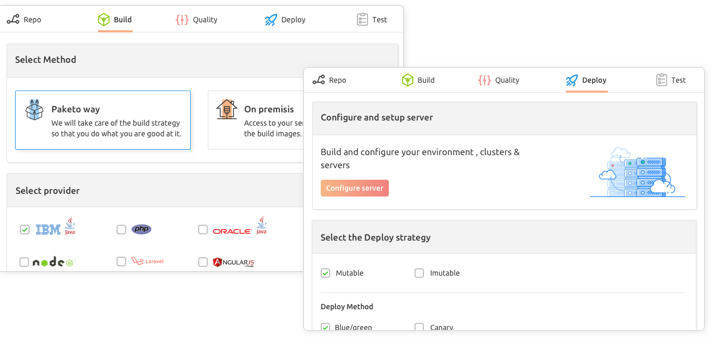 Repo
Build
Quality
Deploy
Test
Select Method
Paketo way
We will take care of the build strategy
so that you do what you are good at it.
On premisis
Access to your se
the build images.
Select provider
IBM
Java
php
ORACLE
Java
node
Laravel
ANGULARJS
Repo
Build
Quality
Deploy
Test
Configure and setup server
Build and configure your environment , clusters &
servers
Configure server
Select the Deploy strategy
Mutable
Imutable
Deploy Method
Blue/green
Canary